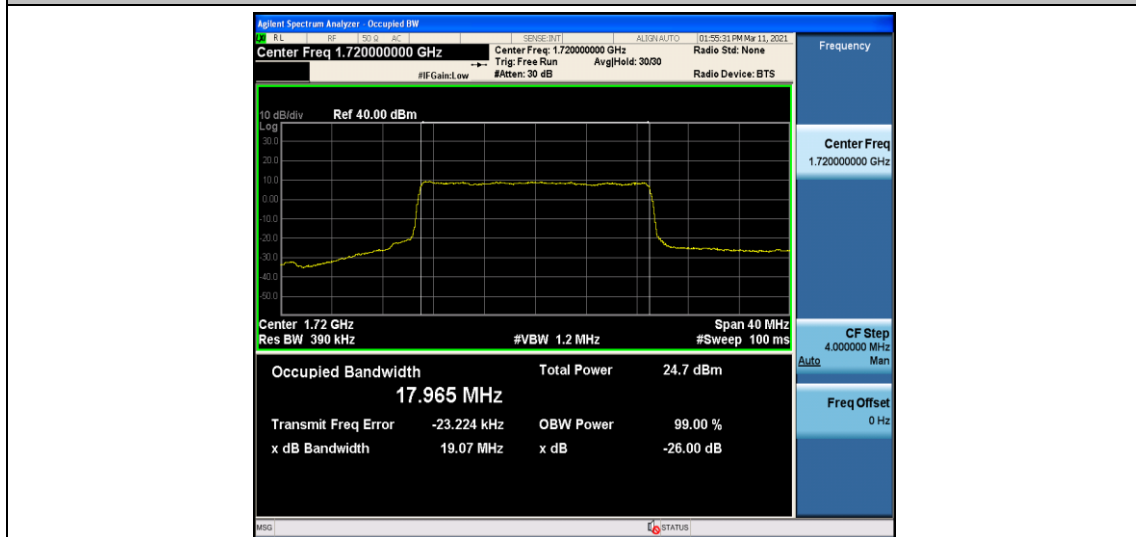 Agilent Spectrum Analyzer - Occupied BW
RL RF 50 Ω AC SENSE:INT ALIGN AUTO 01:55:31 PM Mar 11, 2021
Center Freq 1.720000000 GHz
Center Freq: 1.720000000 GHz Radio Std: None
Trig: Free Run Avg|Hold: 30/30
#IFGain:Low #Atten: 30 dB Radio Device: BTS
10 dB/div Ref 40.00 dBm
Log
30.0
20.0
10.0
0.00
-10.0
-20.0
-30.0
-40.0
-50.0
Center 1.72 GHz Span 40 MHz
Res BW 390 kHz #VBW 1.2 MHz #Sweep 100 ms
Occupied Bandwidth Total Power 24.7 dBm
17.965 MHz
Transmit Freq Error -23.224 kHz OBW Power 99.00 %
x dB Bandwidth 19.07 MHz x dB -26.00 dB
MSG STATUS
Frequency
Center Freq
1.720000000 GHz
CF Step
4.000000 MHz
Auto Man
Freq Offset
0 Hz